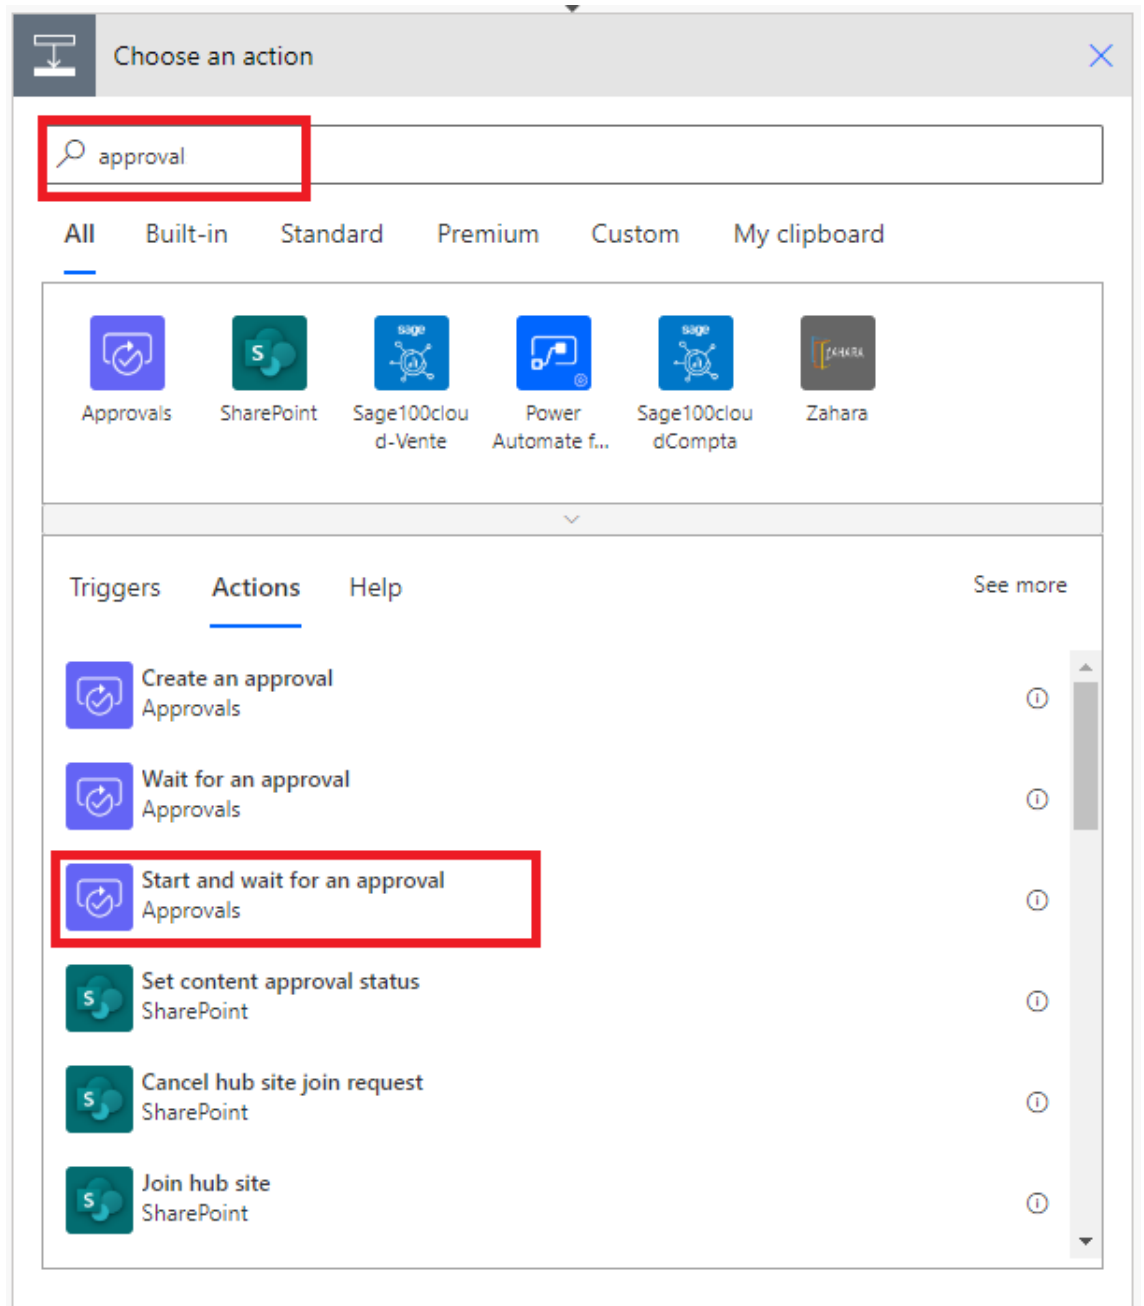 Choose an action
approval
All Built-in Standard Premium Custom My clipboard
sage sage ZAHARA
S
Approvals SharePoint Sage100clou Power Sage100clou Zahara
d-Vente Automate f... dCompta
Triggers Actions Help See more
Create an approval
Approvals
Wait for an approval
Approvals
Start and wait for an approval
Approvals
Set content approval status
S SharePoint
Cancel hub site join request
S SharePoint
Join hub site
S SharePoint